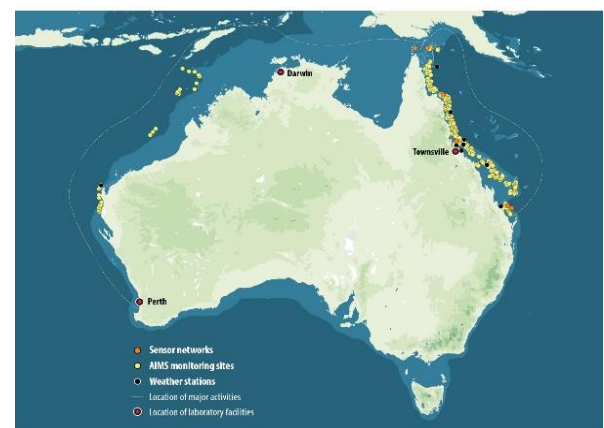 Darwin
Townsville
Perth
Sensor networks
AIMS monitoring sites
Weather stations
Location of major activities
Location of laboratory facilities